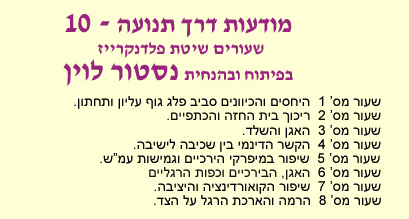 מודעות דרך תנועה - 10
שעורים שיטת פלדנקרייז
בפיתוח ובהנחית נסטור לוין
שעור מס' 1 היחסים והכיוונים סביב פלג גוף עליון ותחתון.
שעור מס' 2 ריכוך בית החזה והכתפיים.
שעור מס' 3 האגן והשלד.
שעור מס' 4 הקשר הדינמי בין שכיבה לישיבה.
שעור מס' 5 שיפור במיפרקי הירכיים וגמישות עמ"ש.
שעור מס' 6 האגן, הבירכיים וכפות הרגליים
שעור מס' 7 שיפור הקואורדינציה והיציבה.
שעור מס' 8 הרמה והארכת הרגל על הצד.